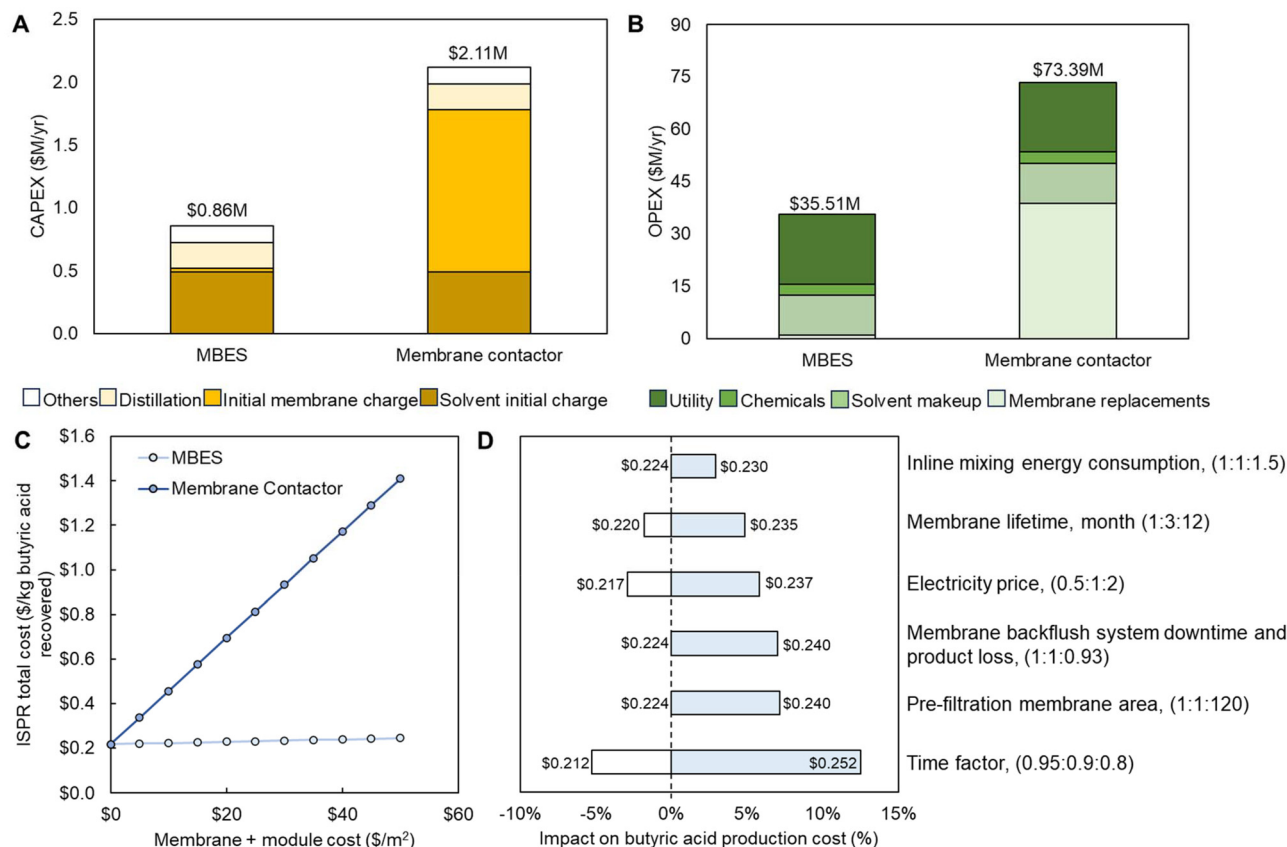 A
2.5
2.0
1.5
1.0
0.5
0.0
CAPEX ($M/yr)
$0.86M
$2.11M
MBES
Membrane contactor
Others
Distillation
Initial membrane charge
Solvent initial charge
B
90
75
60
45
30
15
0
OPEX ($M/yr)
$35.51M
$73.39M
MBES
Membrane contactor
Utility
Chemicals
Solvent makeup
Membrane replacements
C
$1.6
$1.4
$1.2
$1.0
$0.8
$0.6
$0.4
$0.2
$0.0
ISPR total cost ($/kg butyric acid
recovered)
MBES
Membrane Contactor
$0
$20
$40
$60
Membrane + module cost ($/m²)
D
$0.224
$0.230
Inline mixing energy consumption, (1:1:1.5)
$0.220
$0.235
Membrane lifetime, month (1:3:12)
$0.217
$0.237
Electricity price, (0.5:1:2)
$0.224
$0.240
Membrane backflush system downtime and
product loss, (1:1:0.93)
$0.224
$0.240
Pre-filtration membrane area, (1:1:120)
$0.212
$0.252
Time factor, (0.95:0.9:0.8)
-10%
-5%
0%
5%
10%
15%
Impact on butyric acid production cost (%)